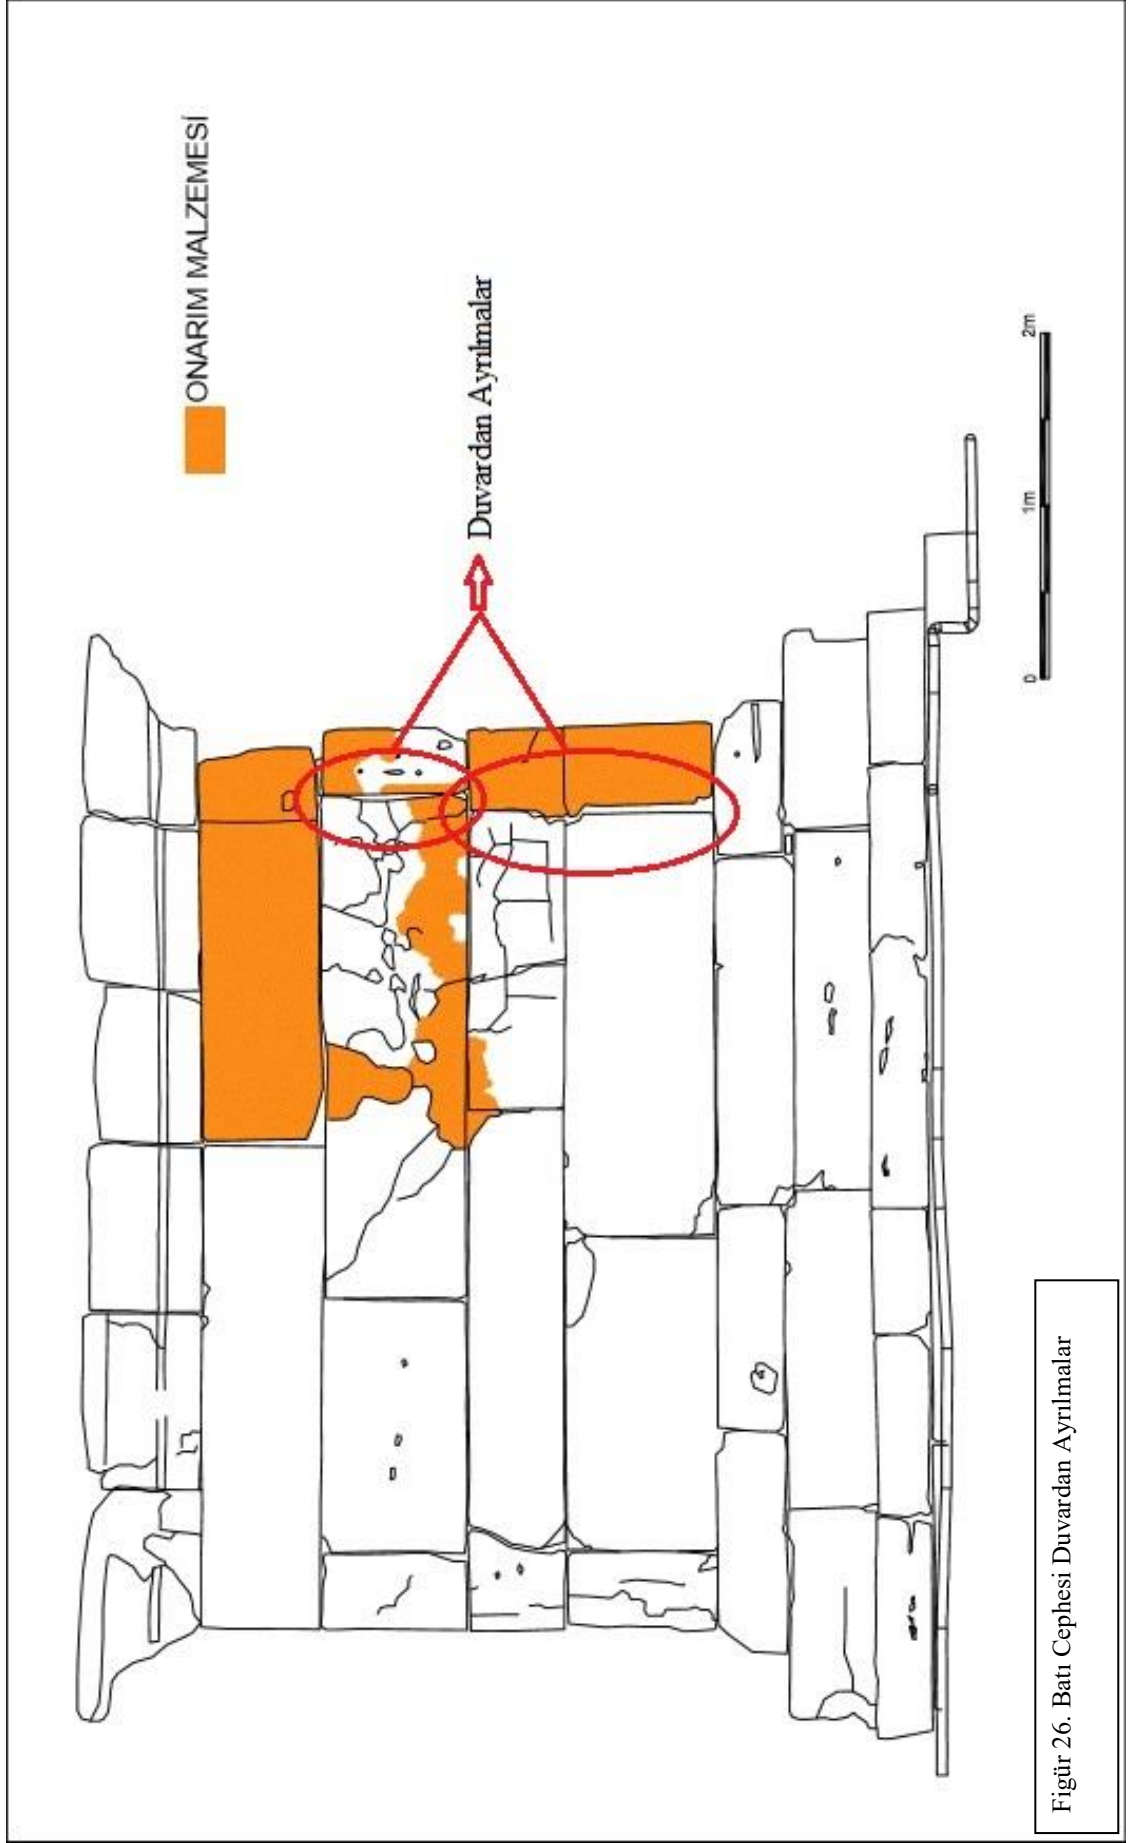 ONARIM MALZEMESİ
Duvardan Ayrılmalar
0 1m 2m
Figür 26. Batı Cephesi Duvardan Ayrılmalar